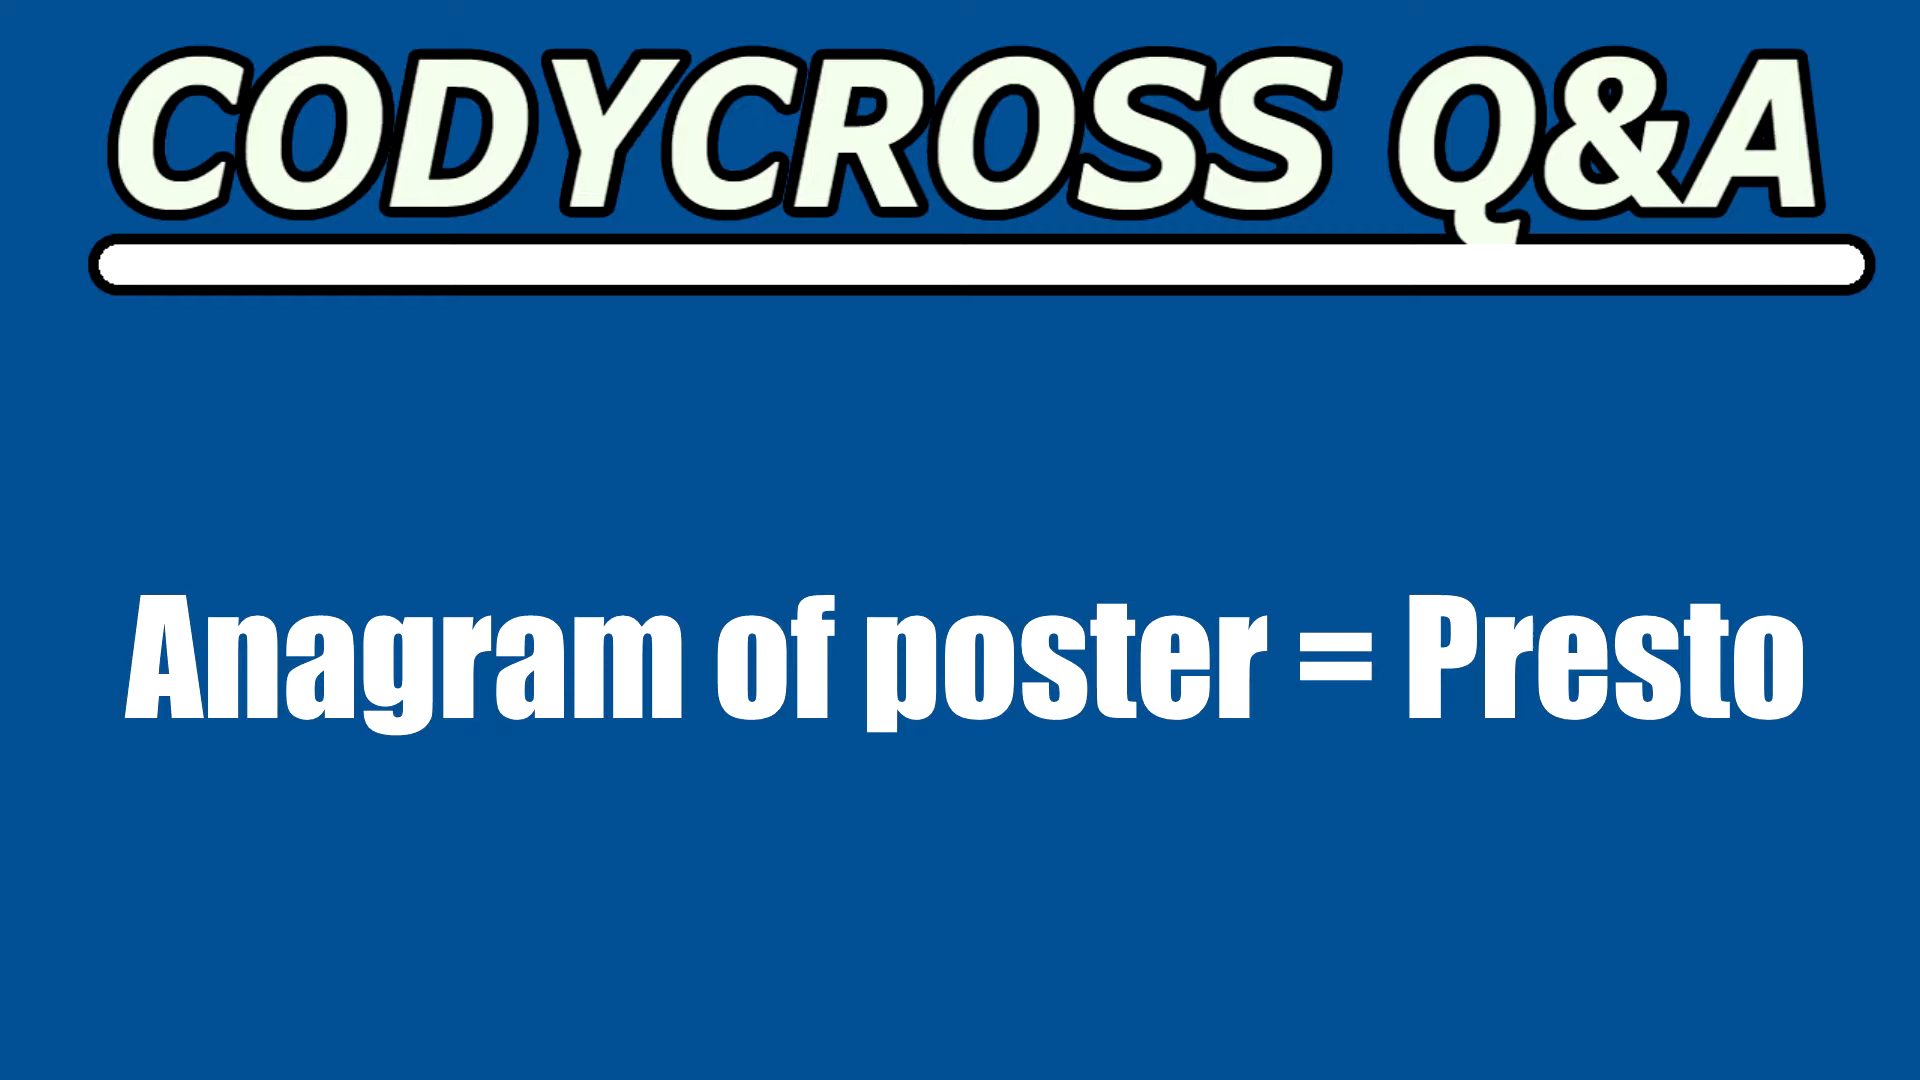 CODYCROSS Q&A
Anagram of poster = Presto